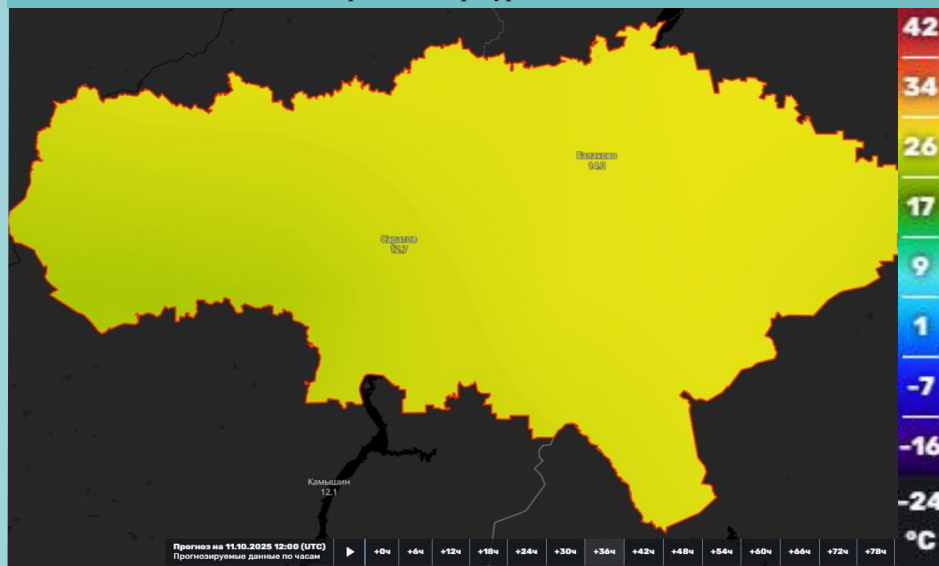 42
34
26
17
9
1
-7
-16
-24
°C
Балаково
14.0
Саратов
12.7
Камышин
12.1
Прогноз на 11.10.2025 12:00 (UTC)
Прогнозируемые данные по часам
+0ч +6ч +12ч +18ч +24ч +30ч +36ч +42ч +48ч +54ч +60ч +66ч +72ч +78ч